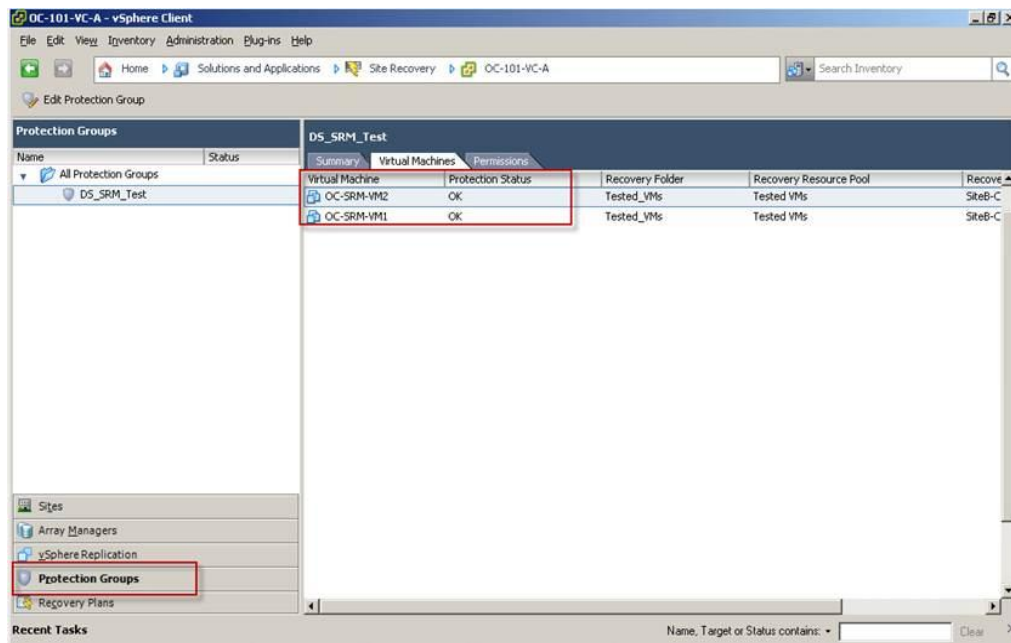 OC-101-VC-A - vSphere Client
File Edit View Inventory Administration Plug-ins Help
Home Solutions and Applications Site Recovery OC-101-VC-A Search Inventory
Edit Protection Group
Protection Groups
Name Status
All Protection Groups
DS_SRM_Test
DS_SRM_Test
Summary Virtual Machines Permissions
Virtual Machine Protection Status Recovery Folder Recovery Resource Pool Recove
OC-SRM-VM2 OK Tested_VMs Tested VMs SiteB-C
OC-SRM-VM1 OK Tested_VMs Tested VMs SiteB-C
Sites
Array Managers
vSphere Replication
Protection Groups
Recovery Plans
Recent Tasks Name, Target or Status contains: Clear